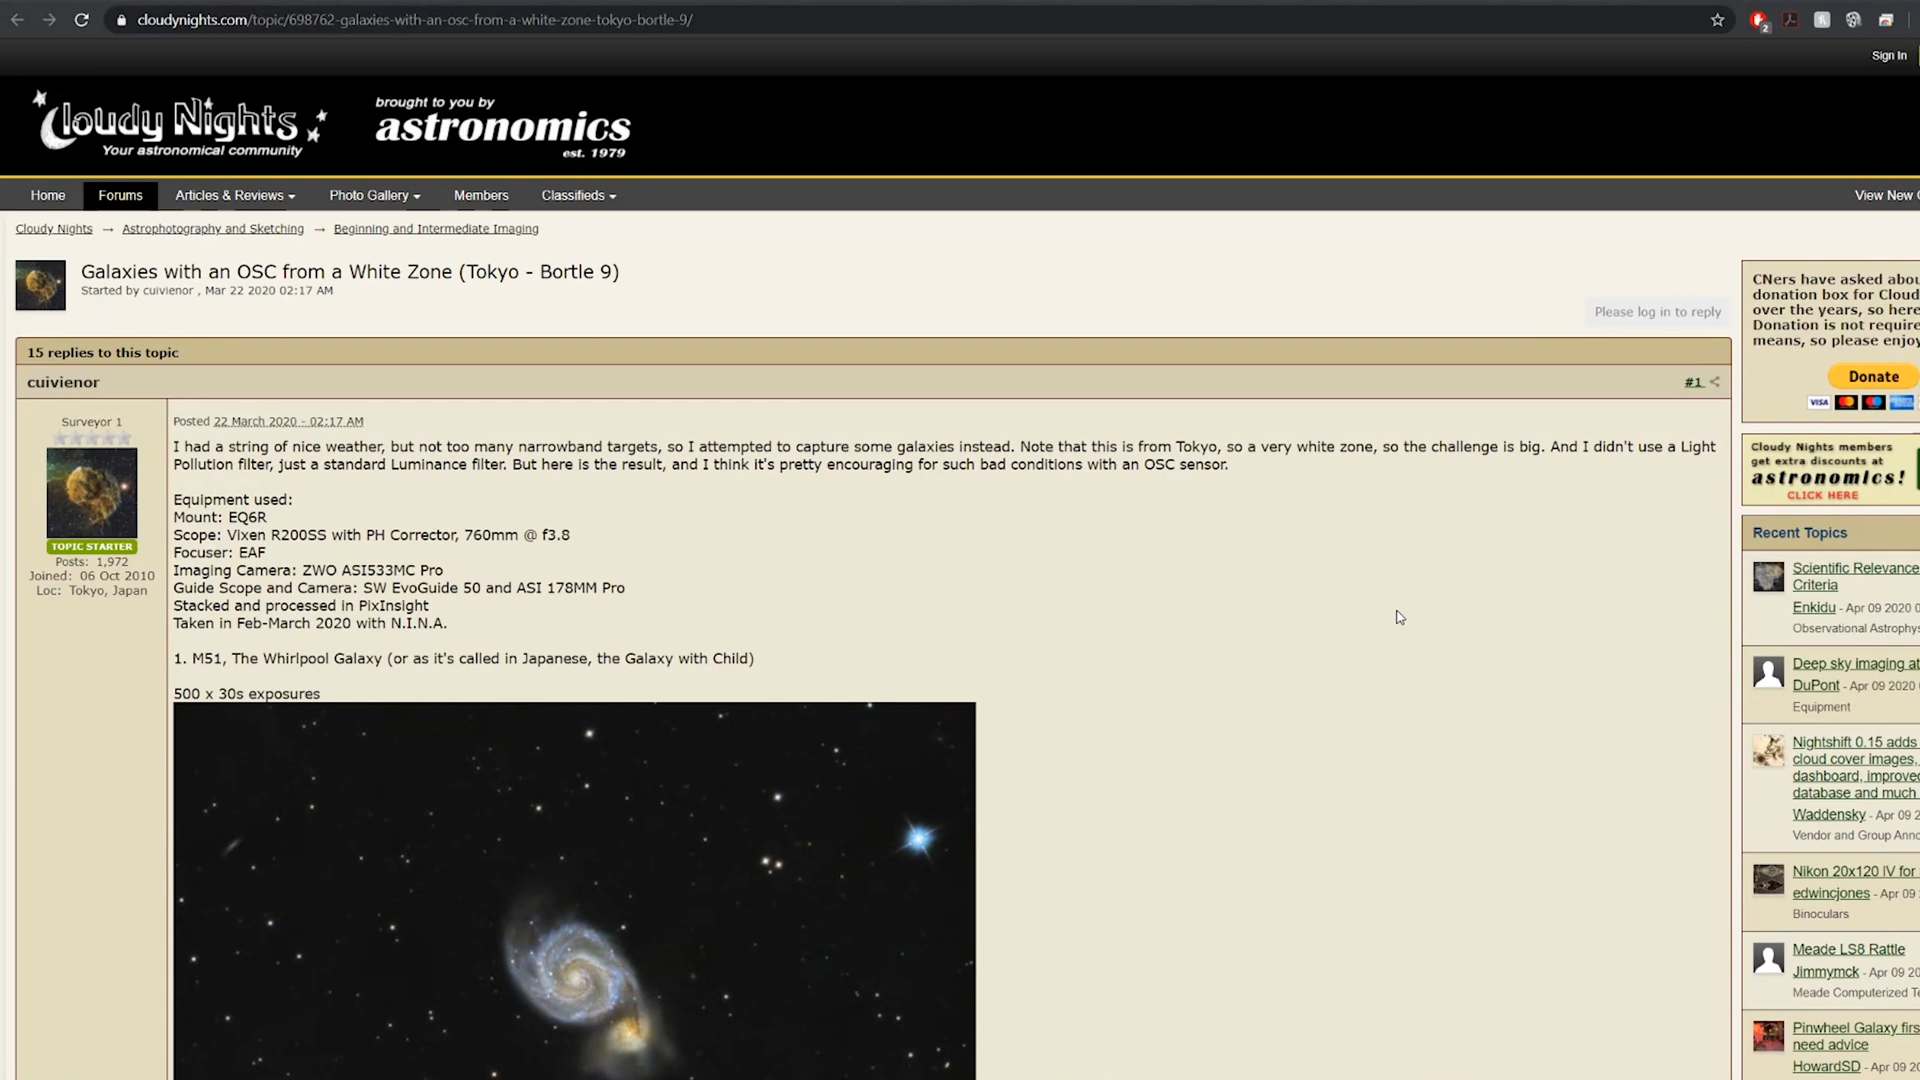 cloudynights.com/topic/698762-galaxies-with-an-osc-from-a-white-zone-tokyo-bortle-9/
2
Sign In
Cloudy Nights
Your astronomical community
brought to you by
astronomics
est. 1979
Home
Forums
Articles & Reviews
Photo Gallery
Members
Classifieds
View New
Cloudy Nights → Astrophotography and Sketching → Beginning and Intermediate Imaging
Galaxies with an OSC from a White Zone (Tokyo - Bortle 9)
Started by cuivienor , Mar 22 2020 02:17 AM
Please log in to reply
15 replies to this topic
cuivienor
#1
Surveyor 1
TOPIC STARTER
Posts: 1,972
Joined: 06 Oct 2010
Loc: Tokyo, Japan
Posted 22 March 2020 - 02:17 AM
I had a string of nice weather, but not too many narrowband targets, so I attempted to capture some galaxies instead. Note that this is from Tokyo, so a very white zone, so the challenge is big. And I didn't use a Light
Pollution filter, just a standard Luminance filter. But here is the result, and I think it's pretty encouraging for such bad conditions with an OSC sensor.
Equipment used:
Mount: EQ6R
Scope: Vixen R200SS with PH Corrector, 760mm @ f3.8
Focuser: EAF
Imaging Camera: ZWO ASI533MC Pro
Guide Scope and Camera: SW EvoGuide 50 and ASI 178MM Pro
Stacked and processed in PixInsight
Taken in Feb-March 2020 with N.I.N.A.
1. M51, The Whirlpool Galaxy (or as it's called in Japanese, the Galaxy with Child)
500 x 30s exposures
CNers have asked abou
donation box for Cloud
over the years, so here
Donation is not require
means, so please enjoy
Donate
VISA
Cloudy Nights members
get extra discounts at
astronomics!
CLICK HERE
Recent Topics
Scientific Relevance
Criteria
Enkidu - Apr 09 2020 0
Observational Astrophys
Deep sky imaging at
DuPont - Apr 09 2020
Equipment
Nightshift 0.15 adds
cloud cover images,
dashboard, improved
database and much
Waddensky - Apr 09 2
Vendor and Group Anno
Nikon 20x120 IV for
edwincjones - Apr 09
Binoculars
Meade LS8 Rattle
Jimmymck - Apr 09 20
Meade Computerized Te
Pinwheel Galaxy firs
need advice
HowardSD - Apr 09 20